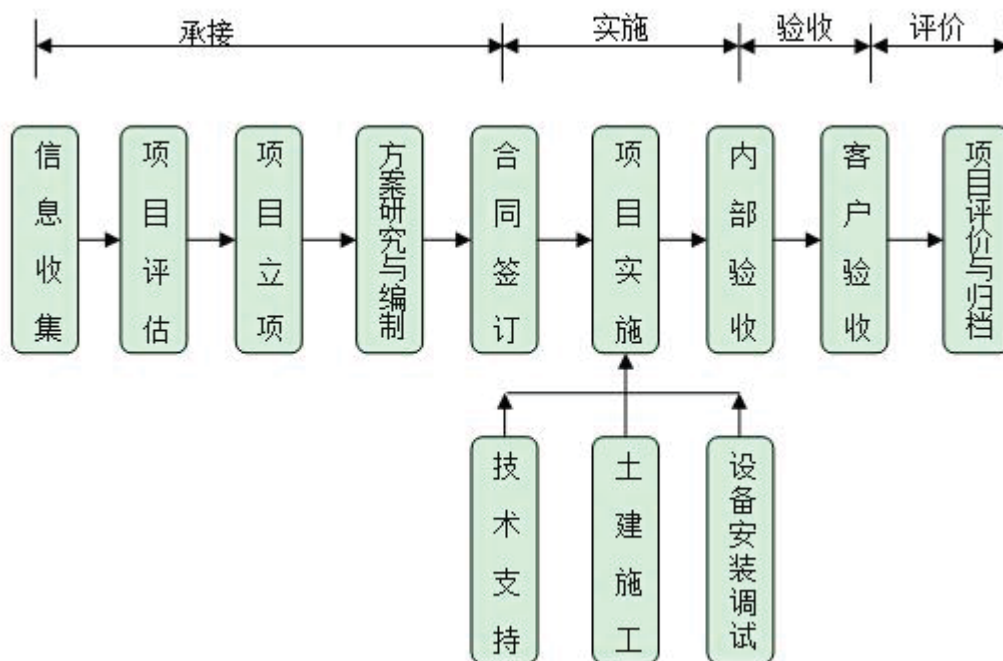 承接
实施
验收
评价
信息收集
项目评估
项目立项
方案研究与编制
合同签订
项目实施
内部验收
客户验收
项目评价与归档
技术支持
土建施工
设备安装调试